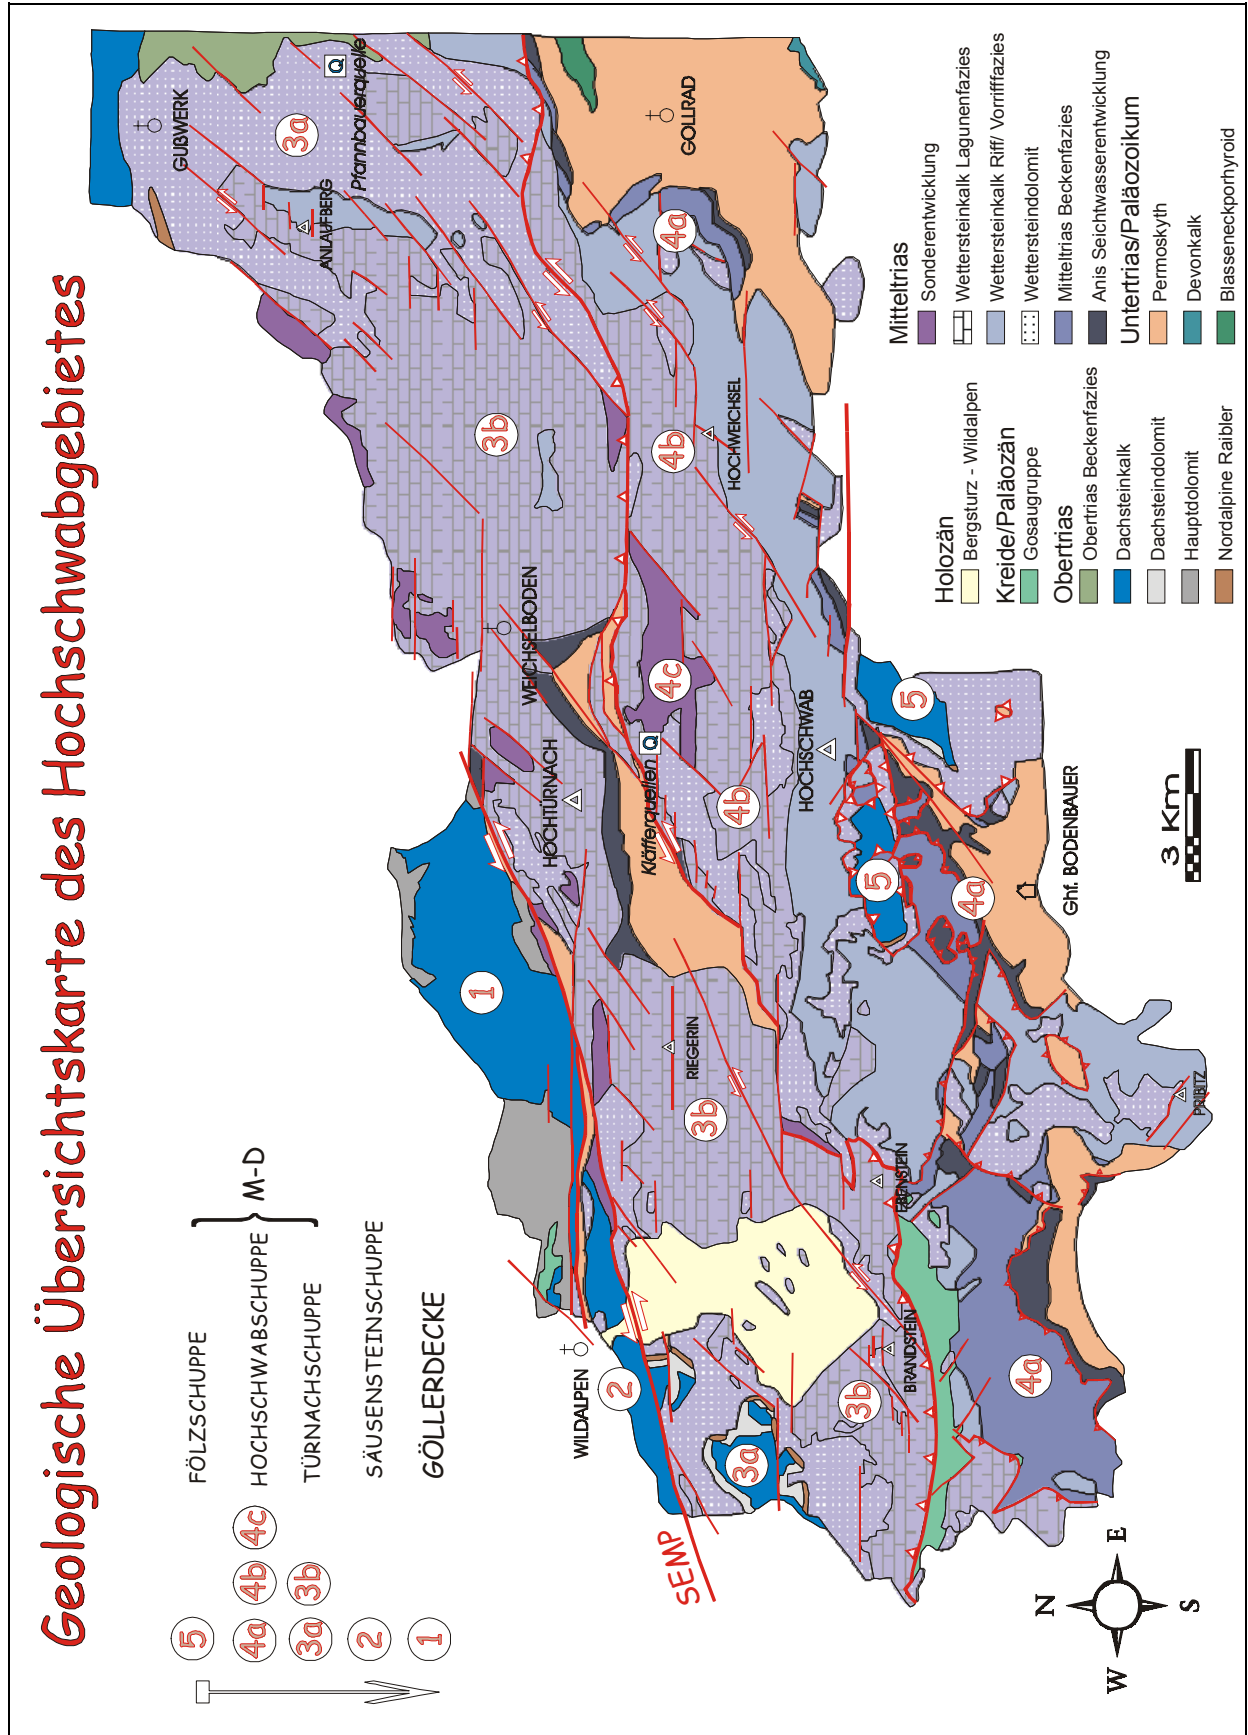 Geologische Übersichtskarte des Hochschwabgebietes
5 FÖLZSCHUPPE
4a 4b 4c HOCHSCHWABSCHUPPE
3a 3b TÜRNACHSCHUPPE
M-D
2 SÄUSENSTEINSCHUPPE
1 GÖLLERDECKE
GUßWERK
3a
Pfannbauerquelle
Q
ANLAUFBERG
GOLLRAD
4a
3b
4b
HOCHWEICHSEL
WEICHSELBODEN
4c
HOCHTÜRNACH
Q
Kläfferquellen
4b
HOCHSCHWAB
5
5
4a
Ghf. BODENBAUER
1
RIEGERIN
3b
PRIBITZ
EBENSTEIN
WILDALPEN
2
BRANDSTEIN
3b
4a
3a
SEMP
N
W
E
S
3 Km
Holozän
Bergsturz - Wildalpen
Kreide/Paläozän
Gosaugruppe
Obertrias
Obertrias Beckenfazies
Dachsteinkalk
Dachsteindolomit
Hauptdolomit
Nordalpine Raibler
Mitteltrias
Sonderentwicklung
Wettersteinkalk Lagunenfazies
Wettersteinkalk Riff/ Vorrifffazies
Wettersteindolomit
Mitteltrias Beckenfazies
Anis Seichtwasserentwicklung
Untertrias/Paläozoikum
Permoskyth
Devonkalk
Blasseneckporhyroid